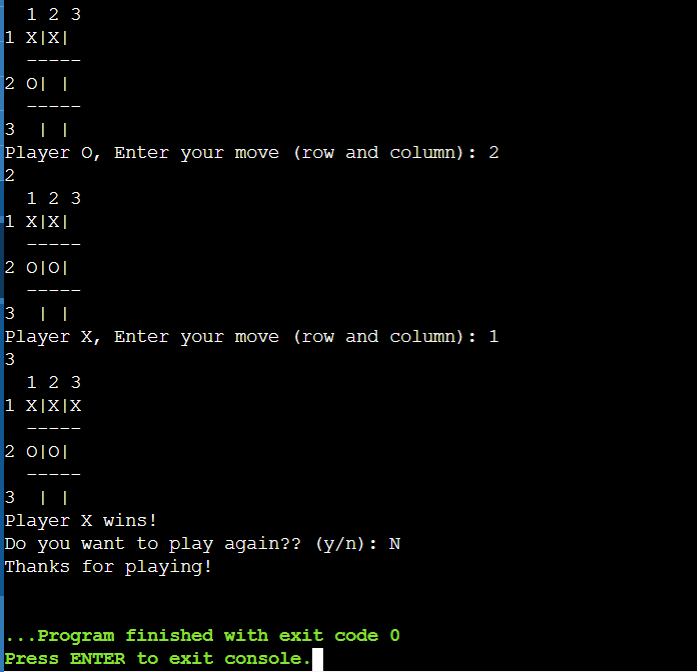 1 2 3
1 X|X|
  -----
2 O| |
  -----
3  | |
Player O, Enter your move (row and column): 2
2
  1 2 3
1 X|X|
  -----
2 O|O|
  -----
3  | |
Player X, Enter your move (row and column): 1
3
  1 2 3
1 X|X|X
  -----
2 O|O|
  -----
3  | |
Player X wins!
Do you want to play again?? (y/n): N
Thanks for playing!
...Program finished with exit code 0
Press ENTER to exit console.